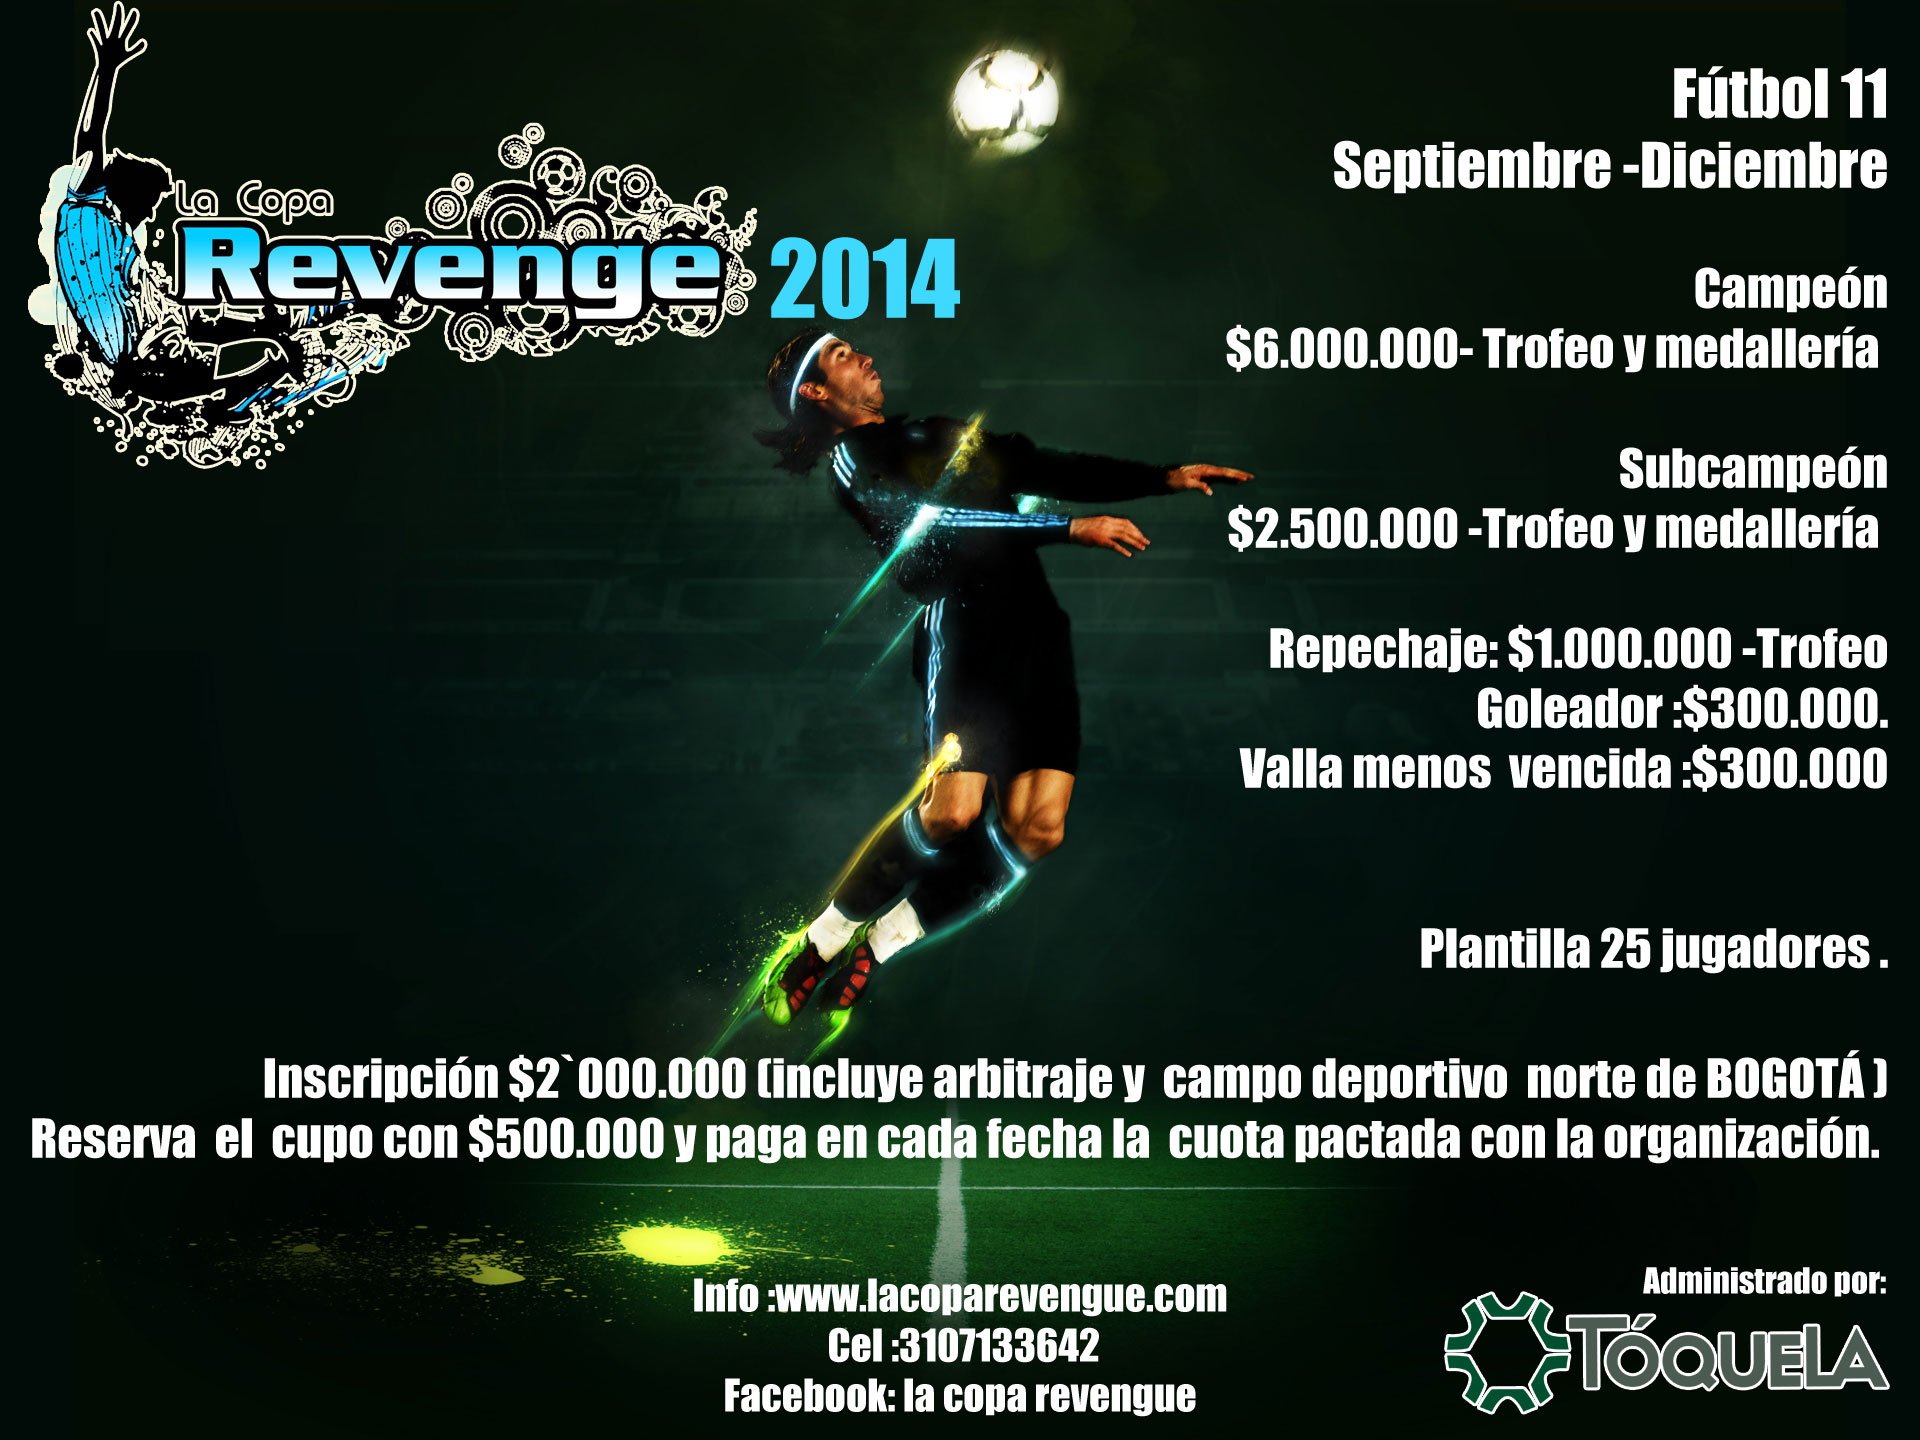 La Copa
Revenge 2014
Fútbol 11
Septiembre -Diciembre
Campeón
$6.000.000- Trofeo y medallería
Subcampeón
$2.500.000 -Trofeo y medallería
Repechaje: $1.000.000 -Trofeo
Goleador :$300.000.
Valla menos vencida :$300.000
Plantilla 25 jugadores .
Inscripción $2`000.000 (incluye arbitraje y campo deportivo norte de BOGOTÁ )
Reserva el cupo con $500.000 y paga en cada fecha la cuota pactada con la organización.
Info :www.lacoparevengue.com
Cel :3107133642
Facebook: la copa revengue
Administrado por:
TÓQUELA